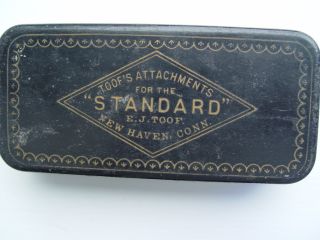 TOOF'S ATTACHMENTS
FOR THE
"STANDARD"
E.J. TOOF.
NEW HAVEN, CONN.